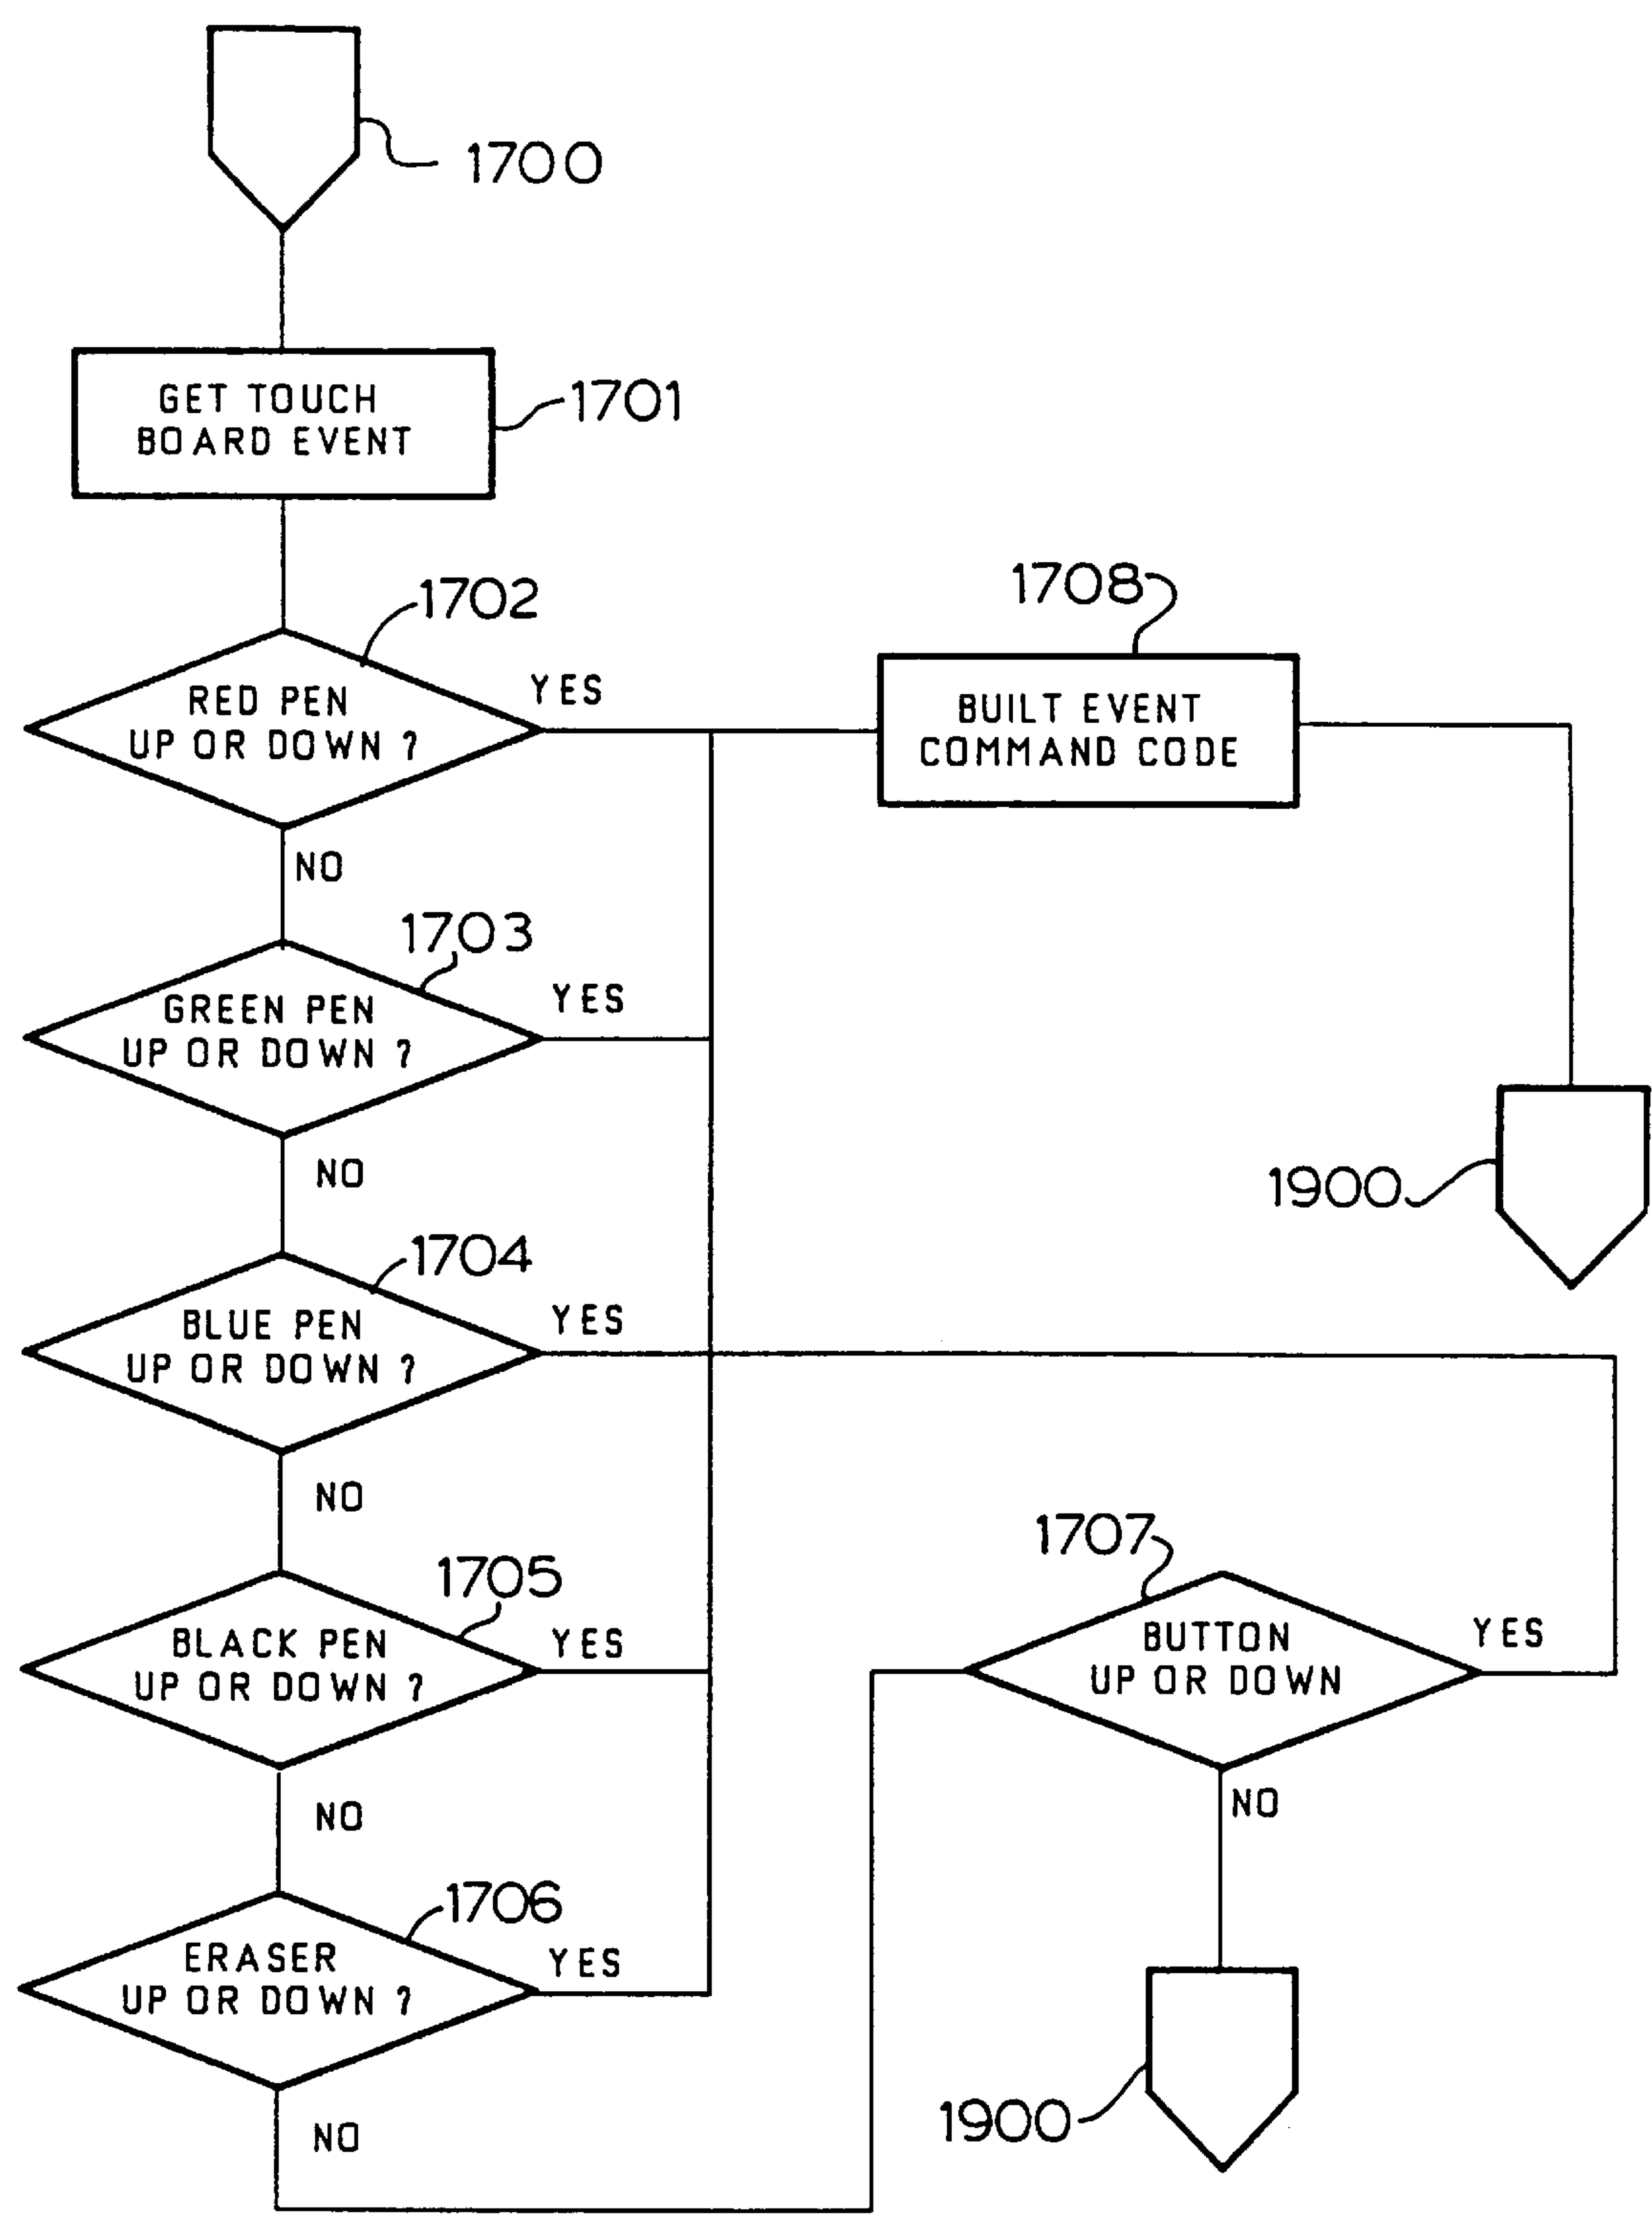 1700
GET TOUCH
BOARD EVENT
1701
1702
RED PEN
UP OR DOWN ?
YES
NO
1708
BUILT EVENT
COMMAND CODE
1703
GREEN PEN
UP OR DOWN ?
YES
NO
1900
1704
BLUE PEN
UP OR DOWN ?
YES
NO
1705
BLACK PEN
UP OR DOWN ?
YES
NO
1707
BUTTON
UP OR DOWN
YES
NO
1706
ERASER
UP OR DOWN ?
YES
NO
1900